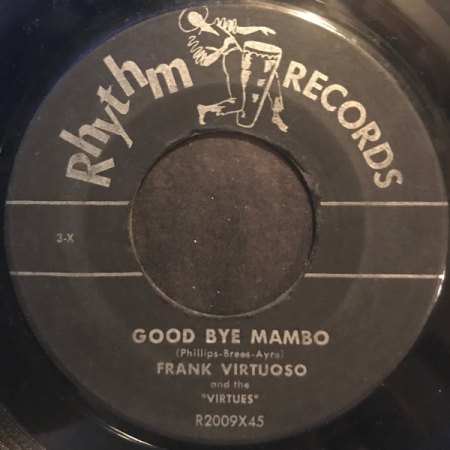 Rhythm RECORDS
3-X
GOOD BYE MAMBO
(Phillips-Brees-Ayre)
FRANK VIRTUOSO
and the
"VIRTUES"
R2009X45